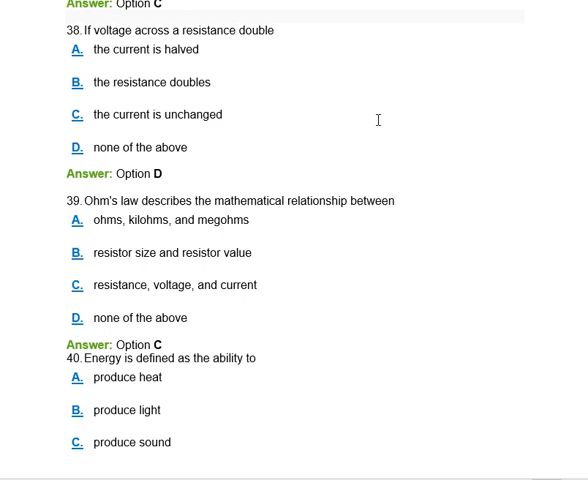 Answer: Option C
38. If voltage across a resistance double
A. the current is halved
B. the resistance doubles
C. the current is unchanged
D. none of the above
Answer: Option D
39. Ohm's law describes the mathematical relationship between
A. ohms, kilohms, and megohms
B. resistor size and resistor value
C. resistance, voltage, and current
D. none of the above
Answer: Option C
40. Energy is defined as the ability to
A. produce heat
B. produce light
C. produce sound